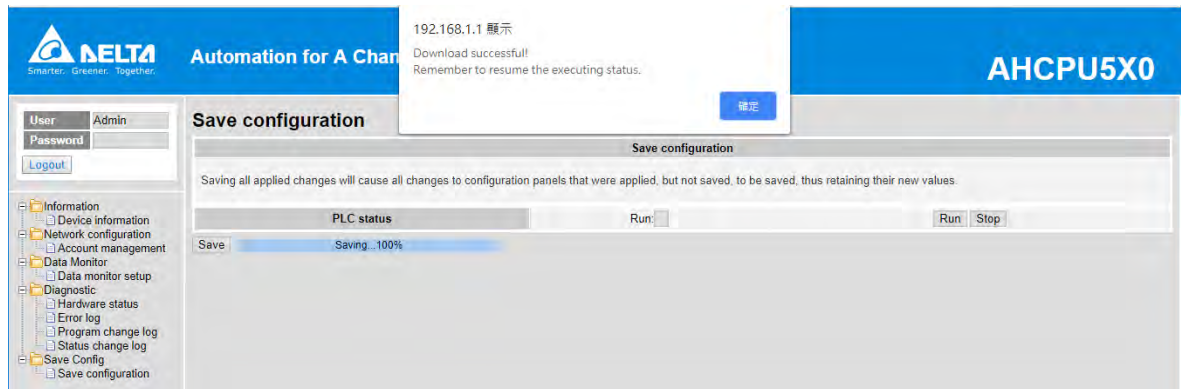 192.168.1.1 顯示
Download successful!
Remember to resume the executing status.
確定
DELTA
Smarter. Greener. Together.
Automation for A Chan
AHCPU5X0
User Admin
Password
Logout
Information
Device information
Network configuration
Account management
Data Monitor
Data monitor setup
Diagnostic
Hardware status
Error log
Program change log
Status change log
Save Config
Save configuration
Save configuration
Save configuration
Saving all applied changes will cause all changes to configuration panels that were applied, but not saved, to be saved, thus retaining their new values.
PLC status Run: Run Stop
Save Saving...100%